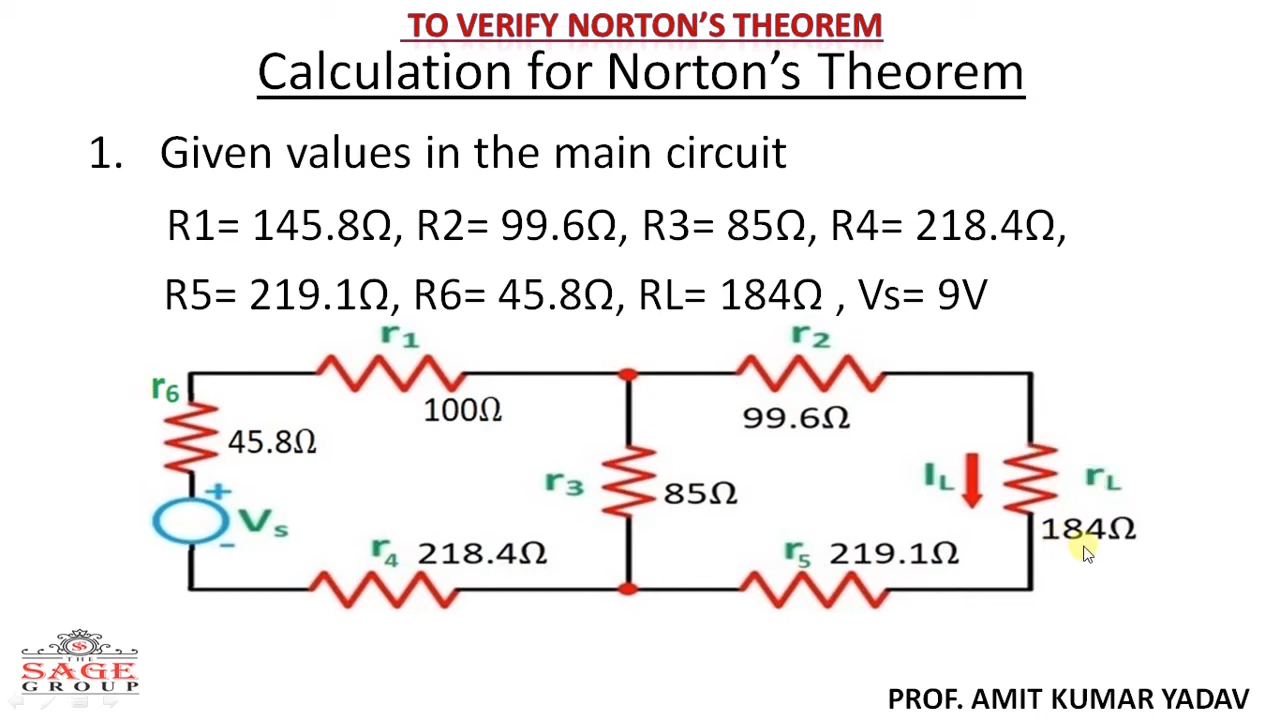 TO VERIFY NORTON'S THEOREM
Calculation for Norton's Theorem
1. Given values in the main circuit
R1= 145.8Ω, R2= 99.6Ω, R3= 85Ω, R4= 218.4Ω,
R5= 219.1Ω, R6= 45.8Ω, RL= 184Ω , Vs= 9V
r1
r2
r6
100Ω
99.6Ω
45.8Ω
r3
85Ω
IL
rL
+
Vs
-
184Ω
r4 218.4Ω
r5 219.1Ω
THE
SAGE
GROUP
PROF. AMIT KUMAR YADAV